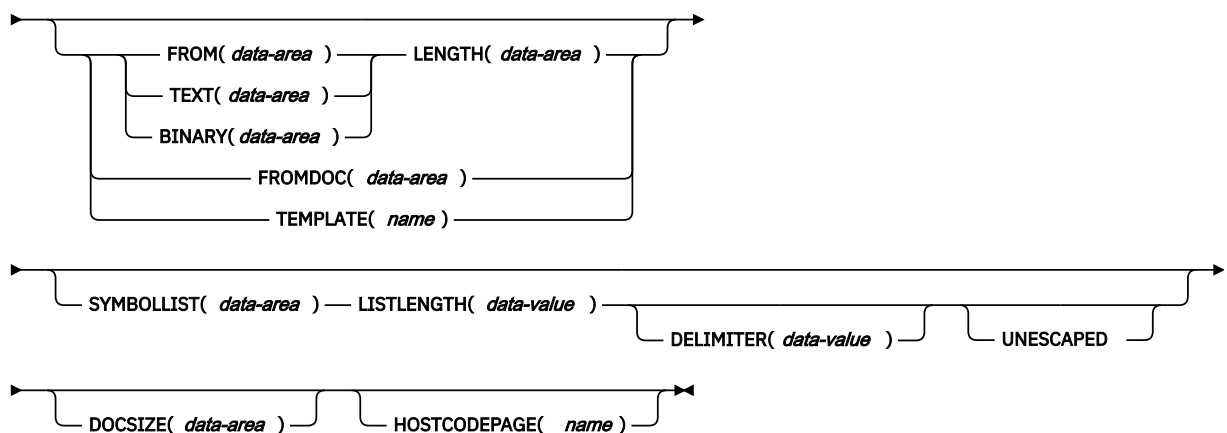 FROM( data-area ) LENGTH( data-area )
TEXT( data-area )
BINARY( data-area )
FROMDOC( data-area )
TEMPLATE( name )
SYMBOLLIST( data-area ) LISTLENGTH( data-value )
DELIMITER( data-value ) UNESCAPED
DOCSIZE( data-area ) HOSTCODEPAGE( name )